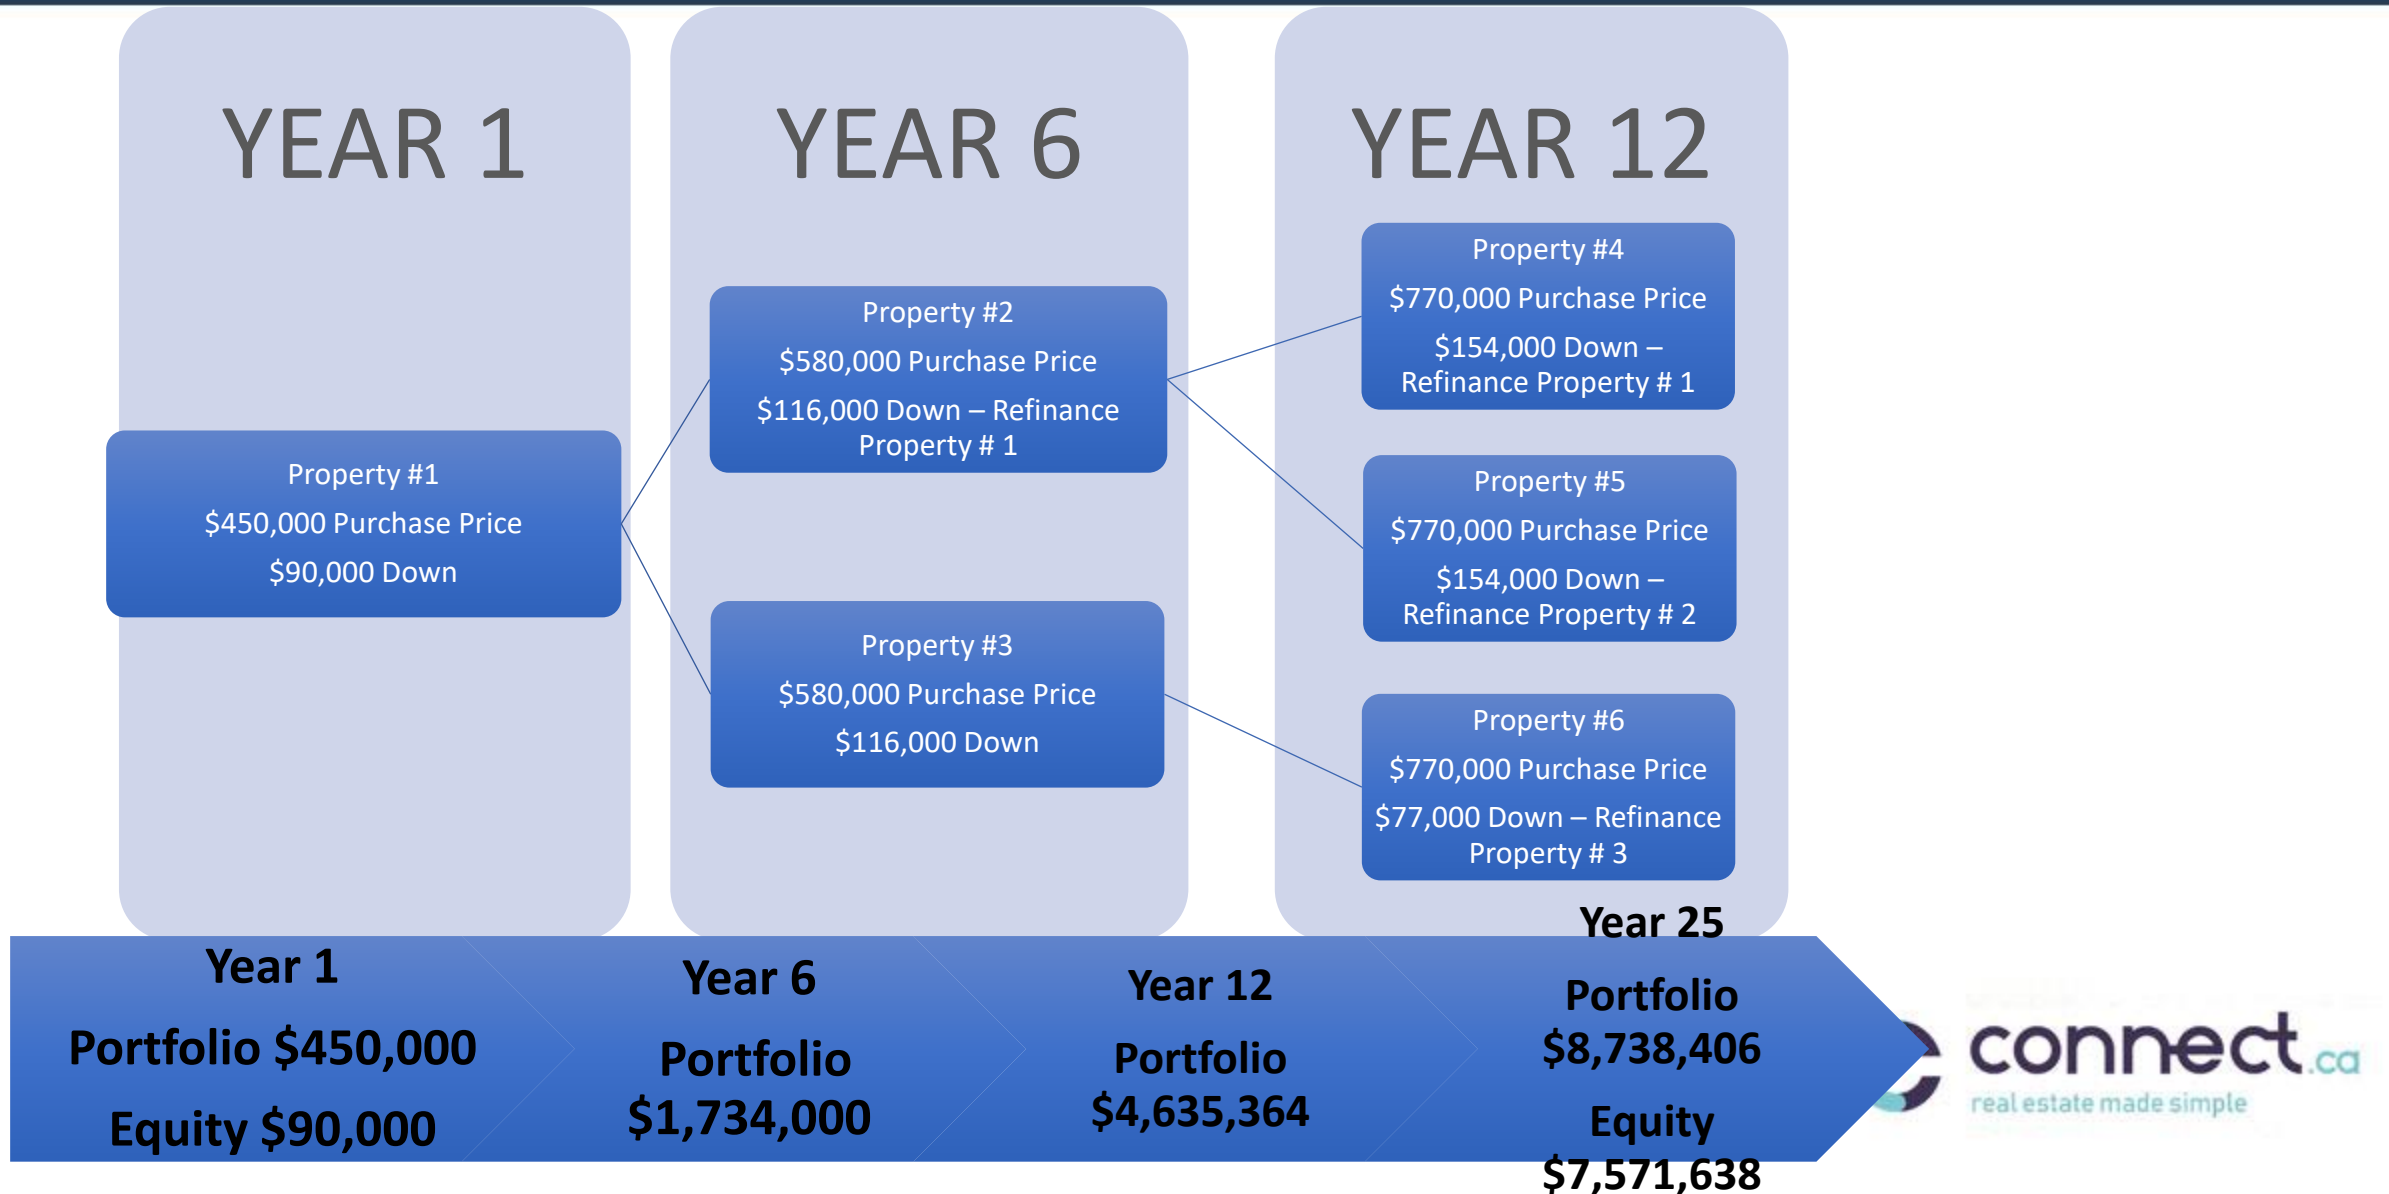 YEAR 1
Property #1
$450,000 Purchase Price
$90,000 Down
YEAR 6
Property #2
$580,000 Purchase Price
$116,000 Down – Refinance
Property # 1
Property #3
$580,000 Purchase Price
$116,000 Down
YEAR 12
Property #4
$770,000 Purchase Price
$154,000 Down –
Refinance Property # 1
Property #5
$770,000 Purchase Price
$154,000 Down –
Refinance Property # 2
Property #6
$770,000 Purchase Price
$77,000 Down – Refinance
Property # 3
Year 1
Portfolio $450,000
Equity $90,000
Year 6
Portfolio
$1,734,000
Year 12
Portfolio
$4,635,364
Year 25
Portfolio
$8,738,406
Equity
$7,571,638
connect.ca
real estate made simple